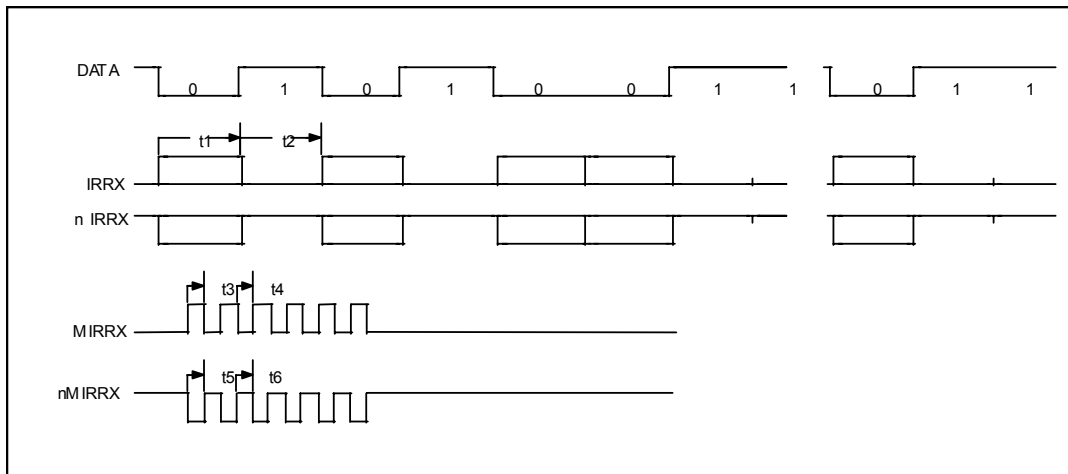 DATA
0 1 0 1 0 0 1 1 0 1 1
t1 t2
IRRX
n IRRX
t3 t4
MIRRX
t5 t6
nMIRRX